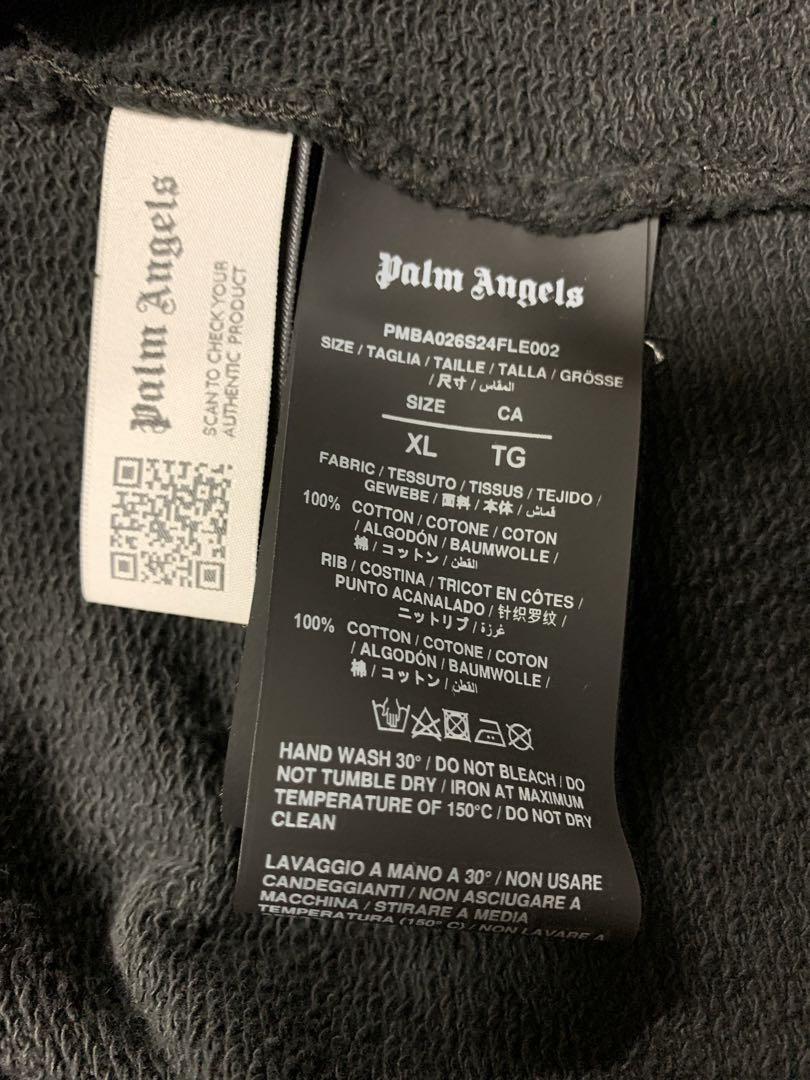 Palm Angels
SCAN TO CHECK YOUR
AUTHENTIC PRODUCT
Palm Angels
PMBA026S24FLE002
SIZE / TAGLIA / TAILLE / TALLA / GRÖSSE
/ 尺寸 / المقاس
SIZE CA
XL TG
FABRIC / TESSUTO / TISSUS / TEJIDO /
GEWEBE / 面料 / 本体 / قماش
100% COTTON / COTONE / COTON
/ ALGODÓN / BAUMWOLLE /
棉 / コットン / القطن
RIB / COSTINA / TRICOT EN CÔTES /
PUNTO ACANALADO / 针织罗纹 /
ニットリブ / غرزة
100% COTTON / COTONE / COTON
/ ALGODÓN / BAUMWOLLE /
棉 / コットン / القطن
HAND WASH 30° / DO NOT BLEACH / DO
NOT TUMBLE DRY / IRON AT MAXIMUM
TEMPERATURE OF 150°C / DO NOT DRY
CLEAN
LAVAGGIO A MANO A 30° / NON USARE
CANDEGGIANTI / NON ASCIUGARE A
MACCHINA / STIRARE A MEDIA
TEMPERATURA (150° C) / NON LAVARE A